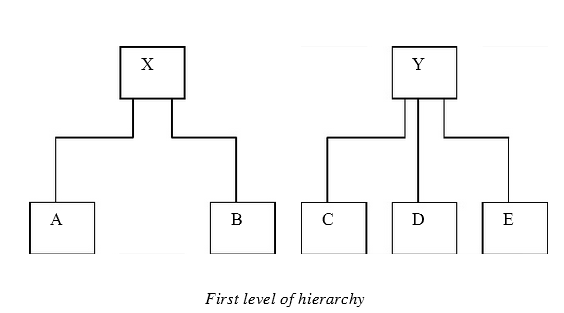 X Y
A B C D E
First level of hierarchy